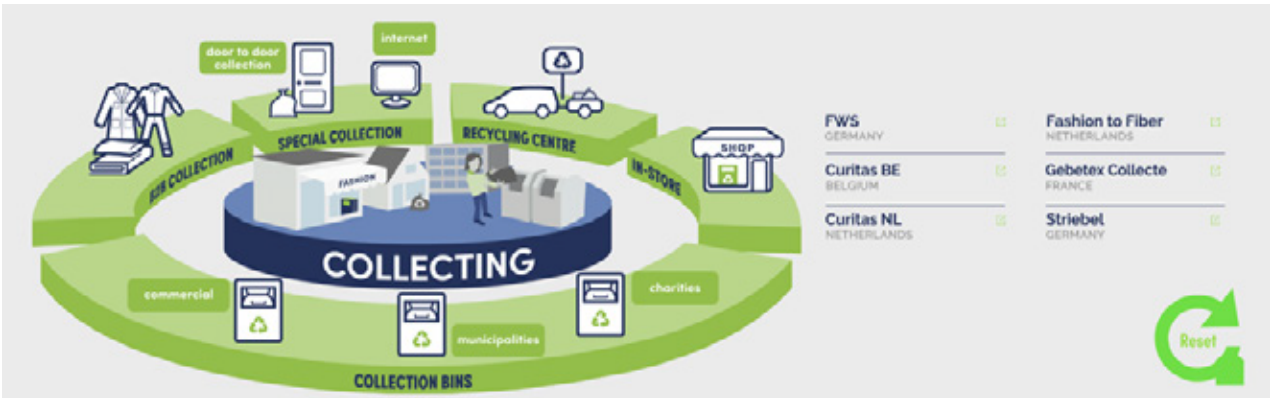 door to door
collection
internet
B2B COLLECTION
SPECIAL COLLECTION
RECYCLING CENTRE
IN-STORE
SHOP
FASHION
COLLECTING
commercial
municipalities
charities
COLLECTION BINS
FWS
GERMANY
Fashion to Fiber
NETHERLANDS
Curitas BE
BELGIUM
Gebetex Collecte
FRANCE
Curitas NL
NETHERLANDS
Striebel
GERMANY
Reset